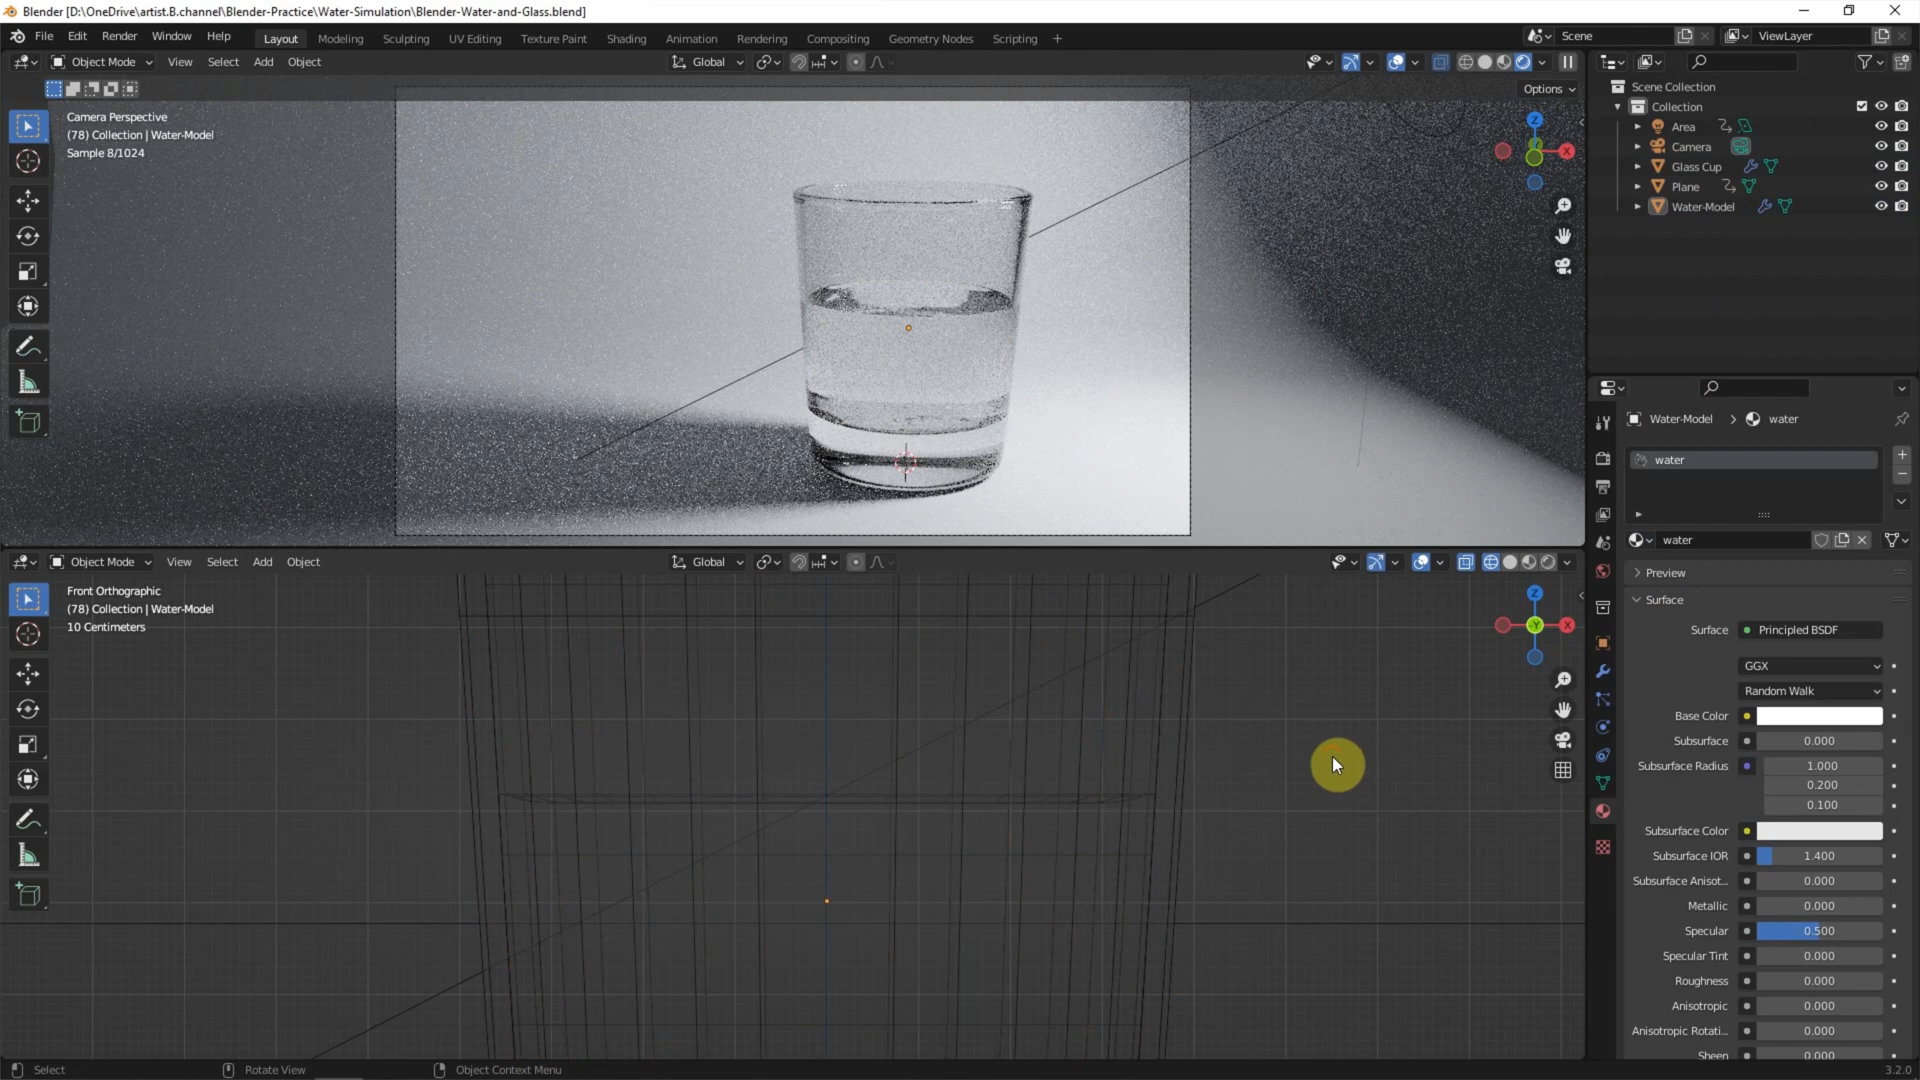 Blender [D:\OneDrive\artist.B.channel\Blender-Practice\Water-Simulation\Blender-Water-and-Glass.blend]
File Edit Render Window Help Layout Modeling Sculpting UV Editing Texture Paint Shading Animation Rendering Compositing Geometry Nodes Scripting + Scene ViewLayer
Object Mode View Select Add Object Global
Options
Camera Perspective
(78) Collection | Water-Model
Sample 8/1024
Z
X
Scene Collection
Collection
Area
Camera
Glass Cup
Plane
Water-Model
Water-Model > water
water
water
Preview
Surface
Surface Principled BSDF
GGX
Random Walk
Base Color
Subsurface 0.000
Subsurface Radius 1.000
0.200
0.100
Subsurface Color
Subsurface IOR 1.400
Subsurface Anisot... 0.000
Metallic 0.000
Specular 0.500
Specular Tint 0.000
Roughness 0.000
Anisotropic 0.000
Anisotropic Rotati... 0.000
Sheen 0.000
Object Mode View Select Add Object Global
Front Orthographic
(78) Collection | Water-Model
10 Centimeters
Z
-Y
X
Select Rotate View Object Context Menu 3.2.0